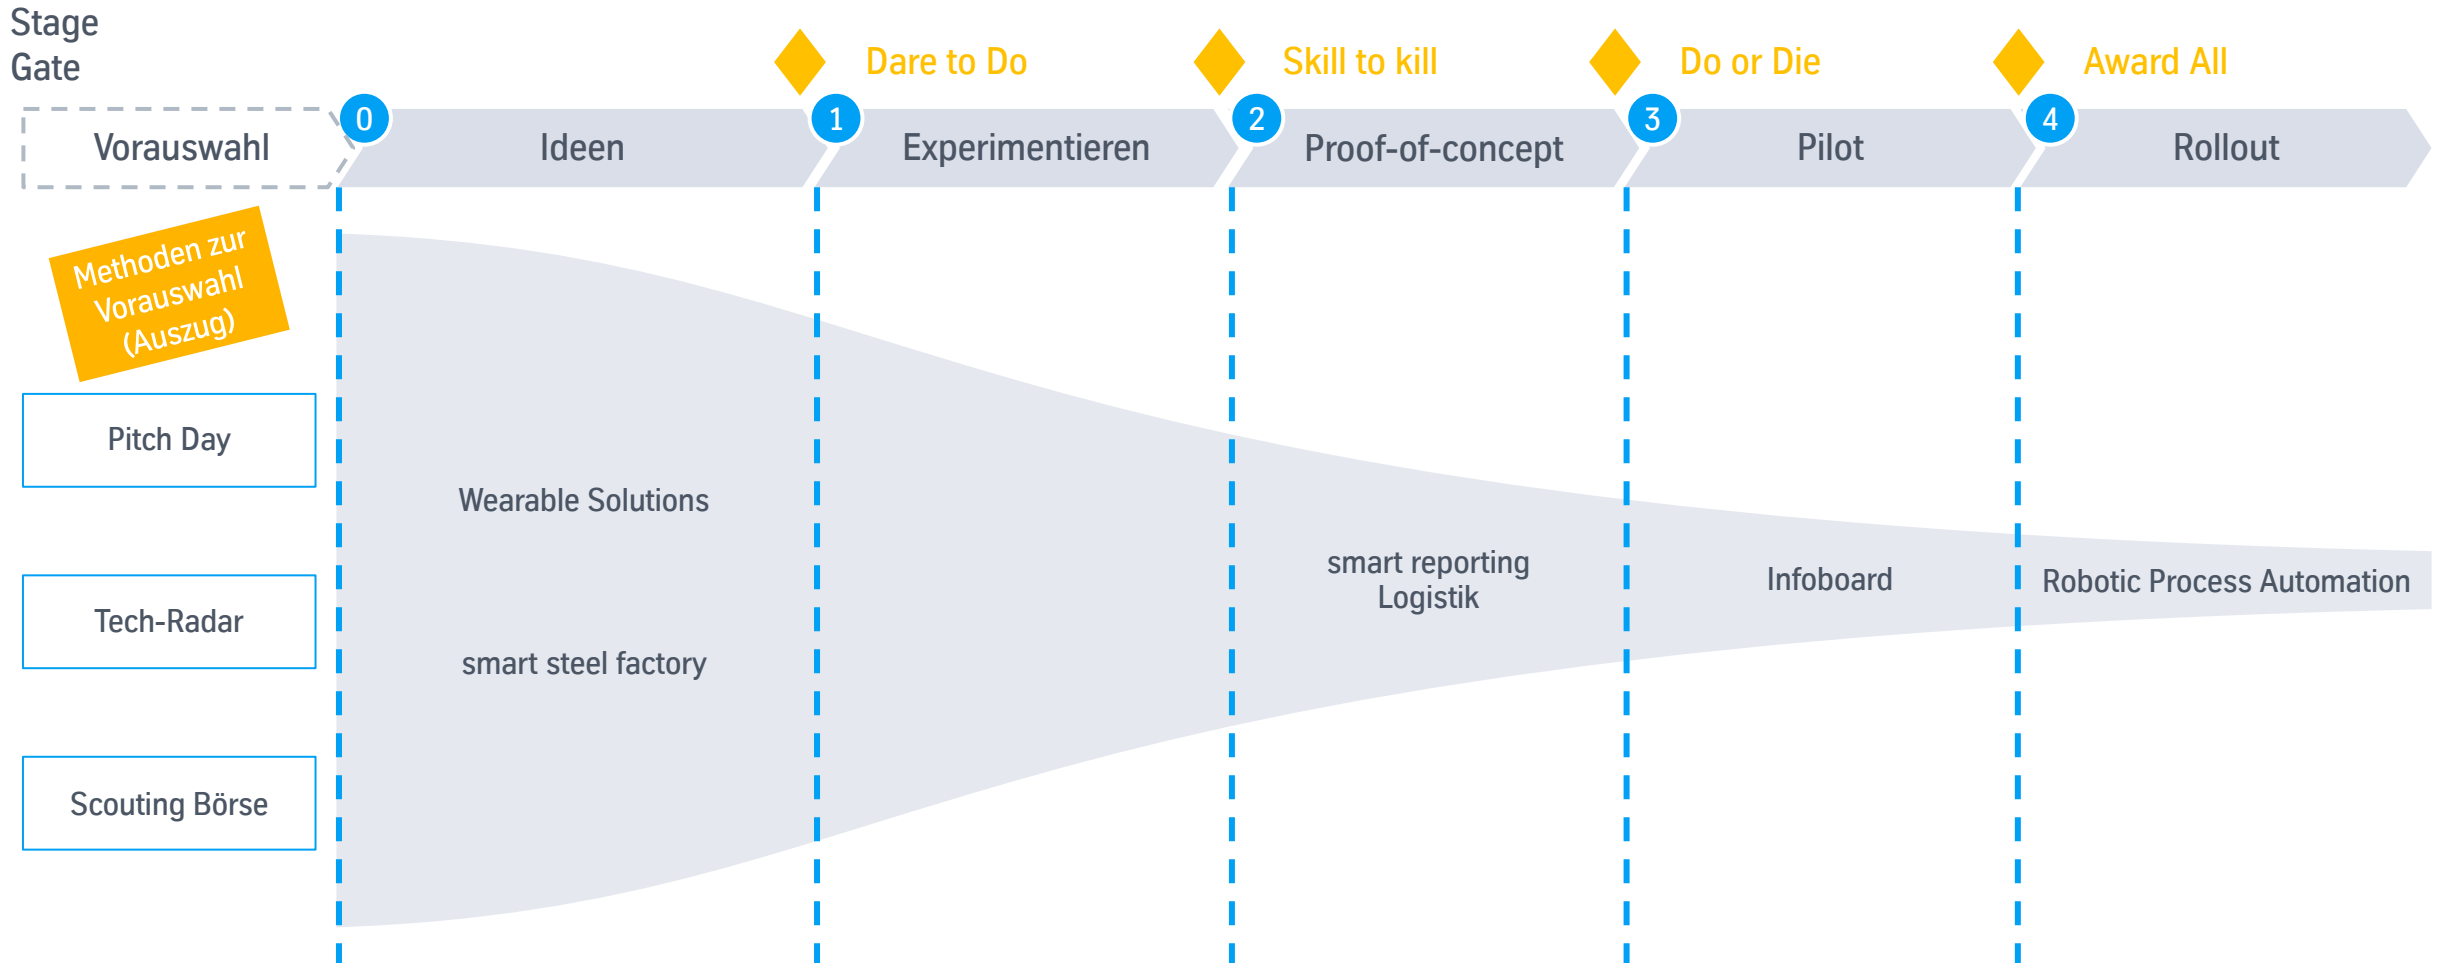 Stage
Gate
Dare to Do
Skill to kill
Do or Die
Award All
Vorauswahl
0
Ideen
1
Experimentieren
2
Proof-of-concept
3
Pilot
4
Rollout
Methoden zur
Vorauswahl
(Auszug)
Pitch Day
Tech-Radar
Scouting Börse
Wearable Solutions
smart steel factory
smart reporting
Logistik
Infoboard
Robotic Process Automation